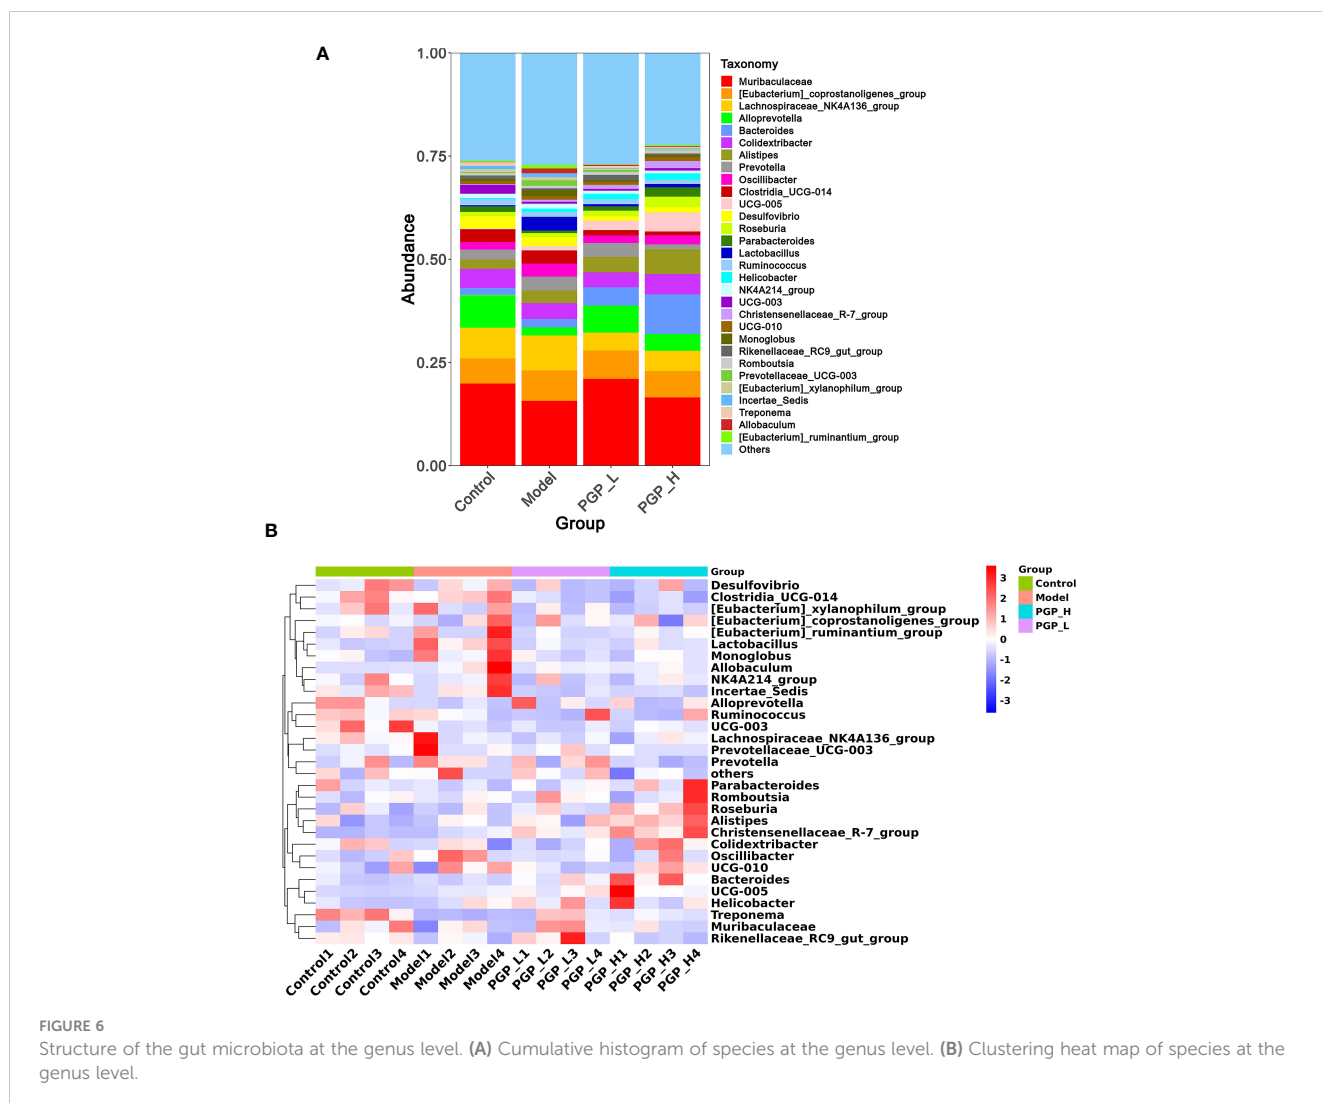 A
1.00
0.75
0.50
0.25
0.00
Abundance
Control
Model
PGP_L
PGP_H
Group
Taxonomy
Muribaculaceae
[Eubacterium]_coprostanoligenes_group
Lachnospiraceae_NK4A136_group
Alloprevotella
Bacteroides
Colidextribacter
Alistipes
Prevotella
Oscillibacter
Clostridia_UCG-014
UCG-005
Desulfovibrio
Roseburia
Parabacteroides
Lactobacillus
Ruminococcus
Helicobacter
NK4A214_group
UCG-003
Christensenellaceae_R-7_group
UCG-010
Monoglobus
Rikenellaceae_RC9_gut_group
Romboutsia
Prevotellaceae_UCG-003
[Eubacterium]_xylanophilum_group
Incertae_Sedis
Treponema
Allobaculum
[Eubacterium]_ruminantium_group
Others
B
Group
Desulfovibrio
Clostridia_UCG-014
[Eubacterium]_xylanophilum_group
[Eubacterium]_coprostanoligenes_group
[Eubacterium]_ruminantium_group
Lactobacillus
Monoglobus
Allobaculum
NK4A214_group
Incertae_Sedis
Alloprevotella
Ruminococcus
UCG-003
Lachnospiraceae_NK4A136_group
Prevotellaceae_UCG-003
Prevotella
others
Parabacteroides
Romboutsia
Roseburia
Alistipes
Christensenellaceae_R-7_group
Colidextribacter
Oscillibacter
UCG-010
Bacteroides
UCG-005
Helicobacter
Treponema
Muribaculaceae
Rikenellaceae_RC9_gut_group
Control1
Control2
Control3
Control4
Model1
Model2
Model3
Model4
PGP_L1
PGP_L2
PGP_L3
PGP_L4
PGP_H1
PGP_H2
PGP_H3
PGP_H4
3
2
1
0
-1
-2
-3
Group
Control
Model
PGP_H
PGP_L
FIGURE 6
Structure of the gut microbiota at the genus level. (A) Cumulative histogram of species at the genus level. (B) Clustering heat map of species at the
genus level.